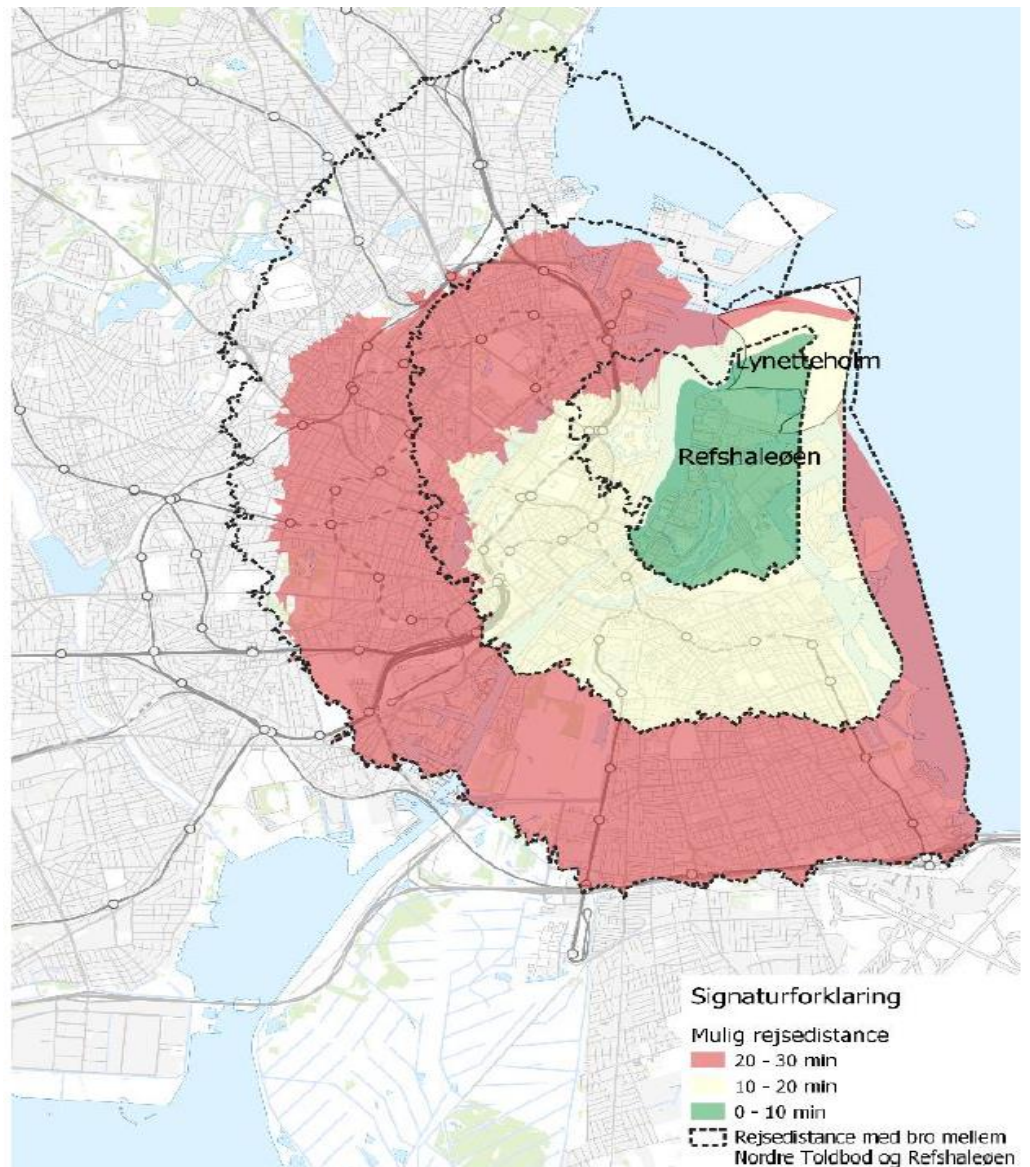 Lynetteholm
Refshaleøen
Signaturforklaring
Mulig rejsedistance
20 - 30 min
10 - 20 min
0 - 10 min
Rejsedistance med bro mellem
Nordre Toldbod og Refshaleøen